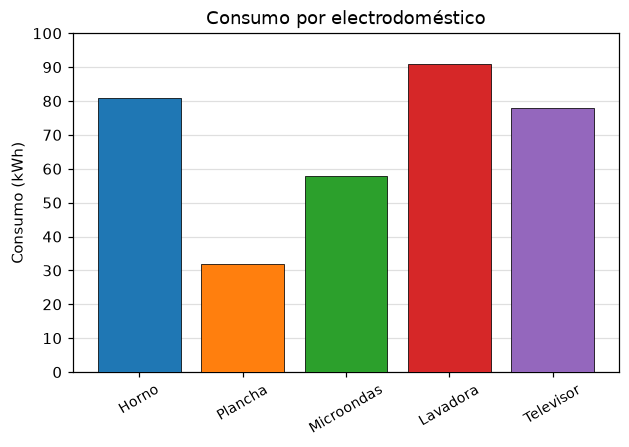 Consumo por electrodoméstico
Consumo (kWh)
100
90
80
70
60
50
40
30
20
10
0
Horno
Plancha
Microondas
Lavadora
Televisor